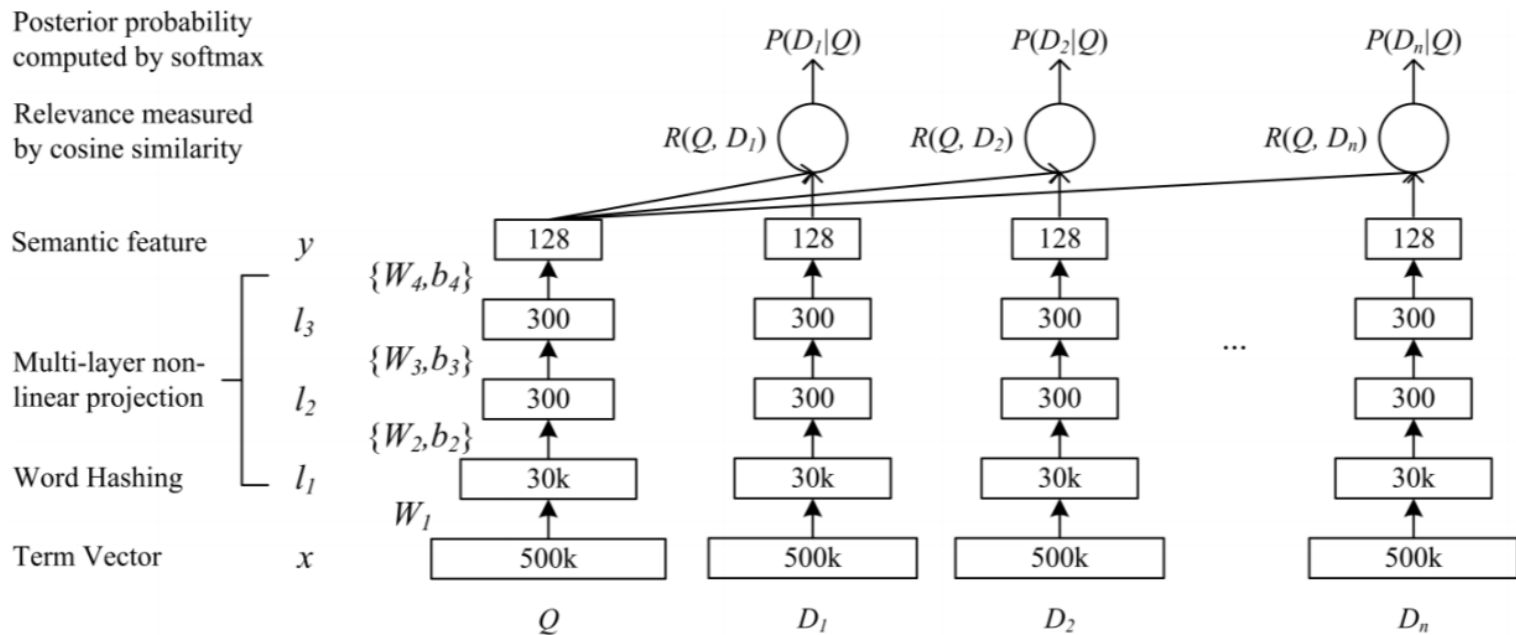 Posterior probability
computed by softmax
P(D₁|Q) P(D₂|Q) P(Dₙ|Q)
Relevance measured
by cosine similarity
R(Q, D₁) R(Q, D₂) R(Q, Dₙ)
Semantic feature y 128 128 128 128
{W₄,b₄}
l₃ 300 300 300 300
Multi-layer non-
linear projection
{W₃,b₃}
...
l₂ 300 300 300 300
{W₂,b₂}
Word Hashing l₁ 30k 30k 30k 30k
W₁
Term Vector x 500k 500k 500k 500k
Q D₁ D₂ Dₙ